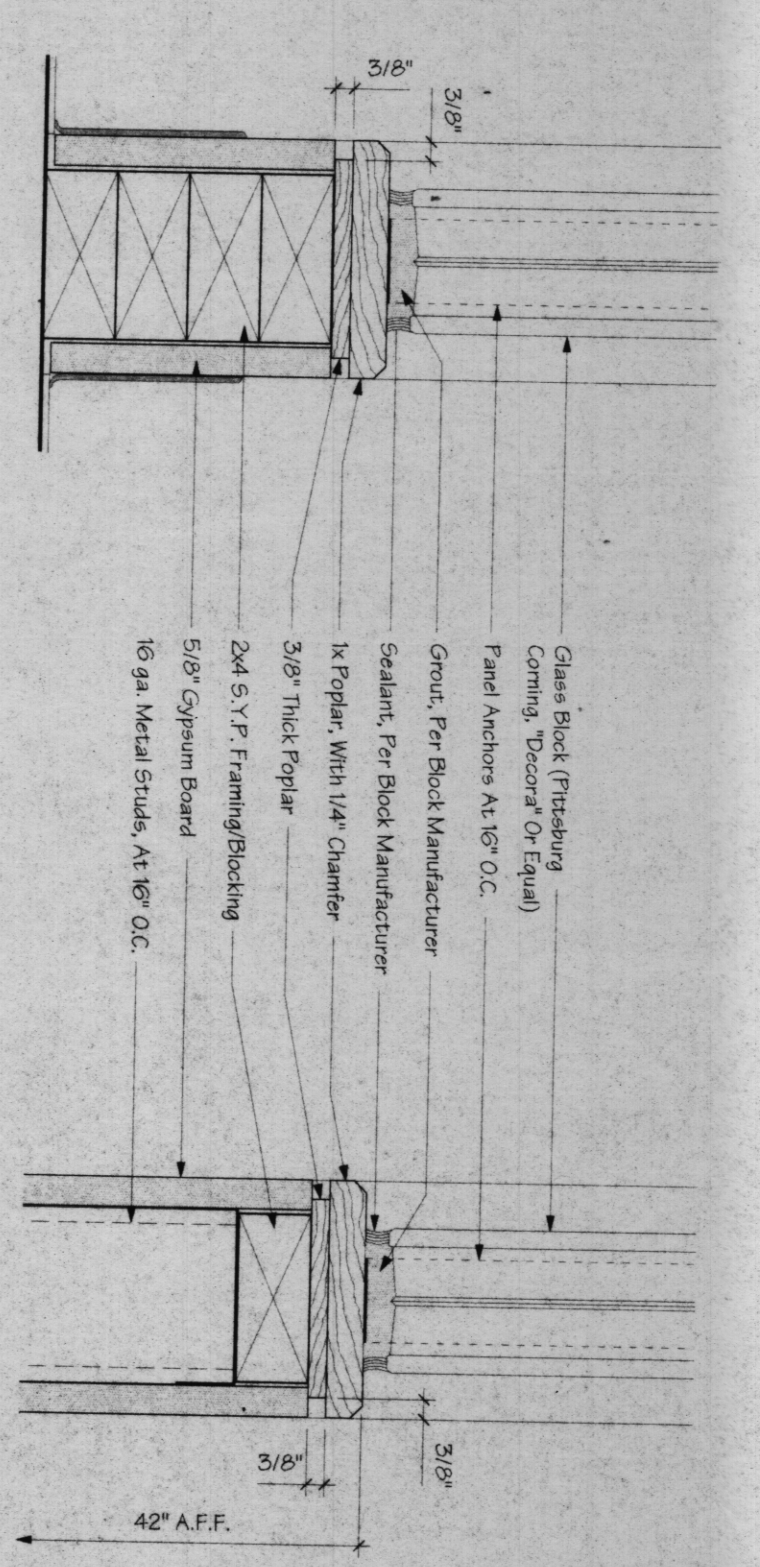 3/8"
3/8"
Glass Block (Pittsburg
Corning, "Decora" Or Equal)
Panel Anchors At 16" O.C.
Grout, Per Block Manufacturer
Sealant, Per Block Manufacturer
1x Poplar, With 1/4" Chamfer
3/8" Thick Poplar
2x4 S.Y.P. Framing/Blocking
5/8" Gypsum Board
16 ga. Metal Studs, At 16" O.C.
3/8"
3/8"
42" A.F.F.